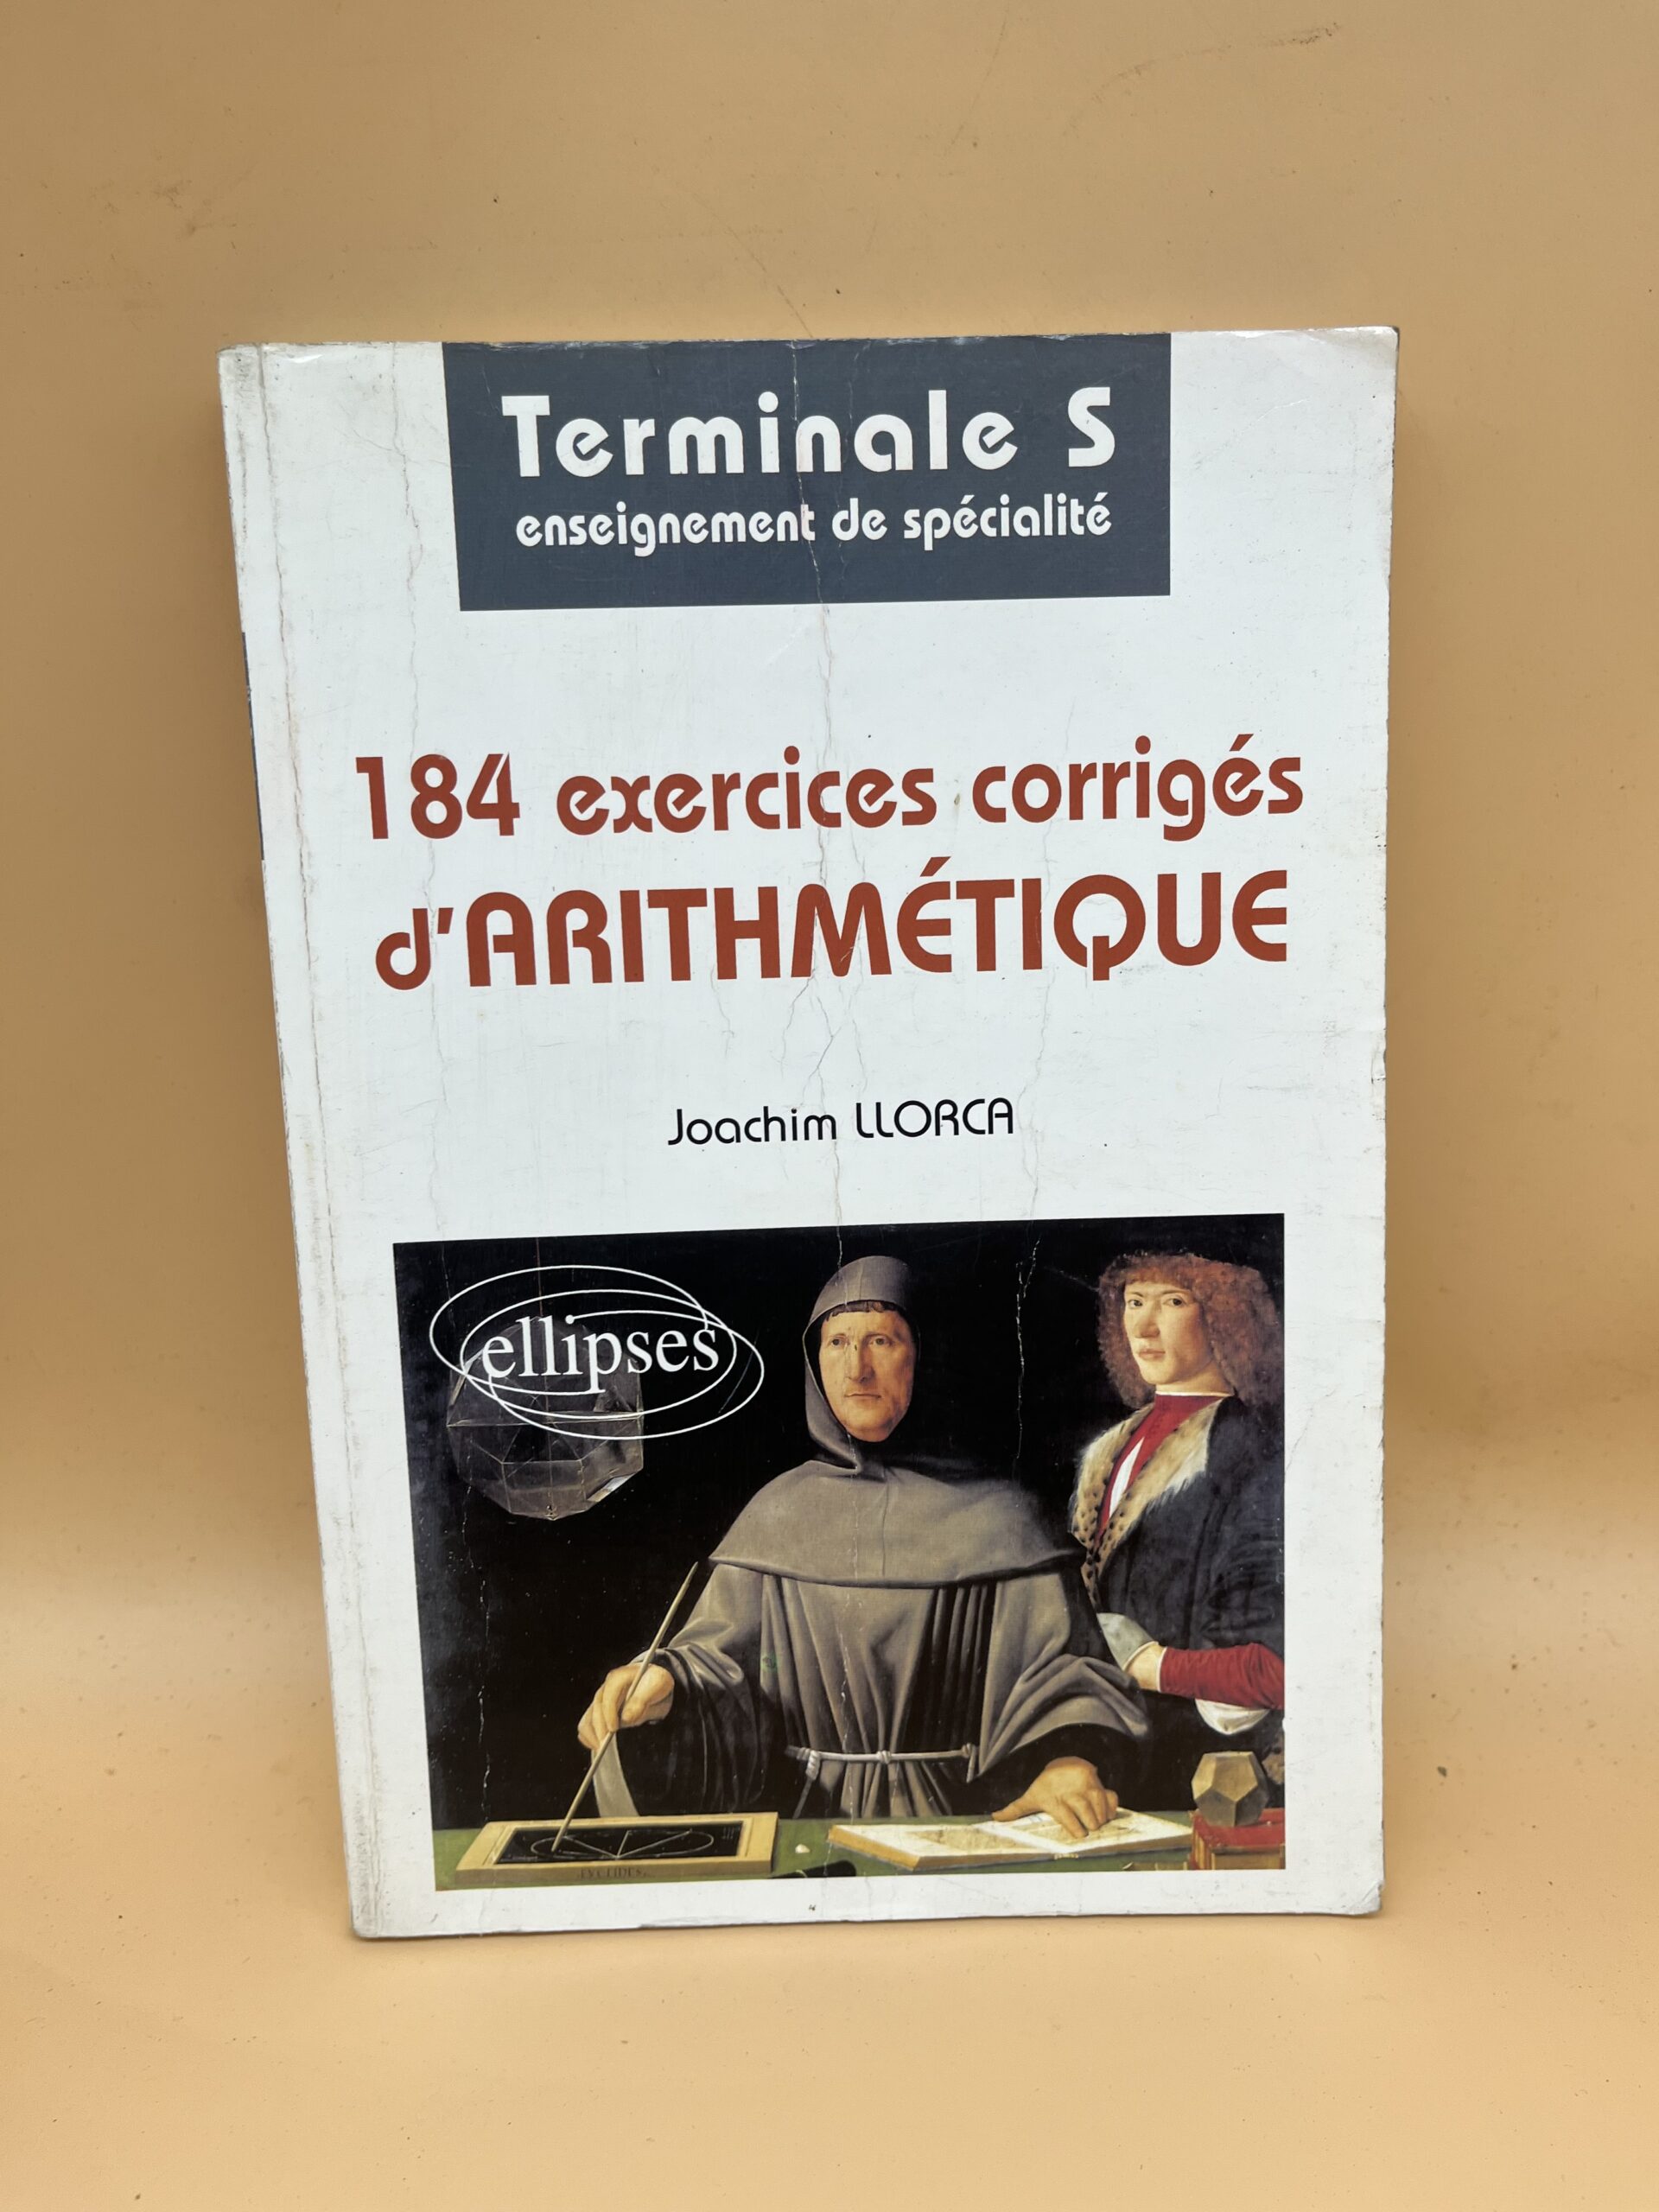 Terminale S
enseignement de spécialité
184 exercices corrigés
d'ARITHMÉTIQUE
Joachim LLORCA
ellipses